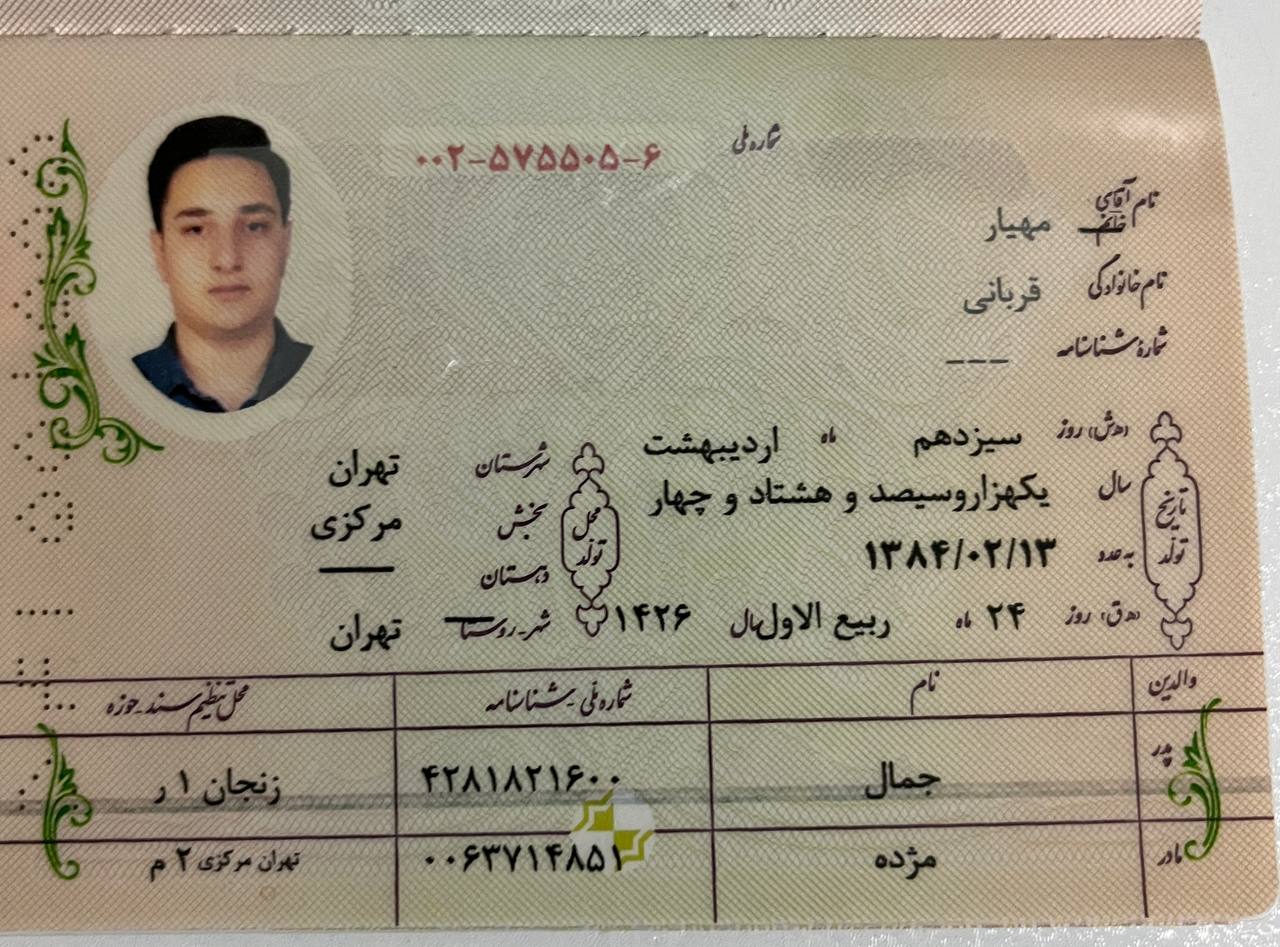 شماره ملی ۰۰۲-۵۷۵۵۰۵-۶
نام آقای خانم مهیار
نام خانوادگی قربانی
شمارهٔ شناسنامه ---
تاریخ تولد
(ه‍.ش) روز سیزدهم ماه اردیبهشت
سال یکهزاروسیصد و هشتاد و چهار
به عدد ۱۳۸۴/۰۲/۱۳
(ه‍.ق) روز ۲۴ ماه ربیع الاول سال ۱۴۲۶
محل تولد
شهرستان تهران
بخش مرکزی
دهستان —
شهر-روستا تهران
والدین نام شماره ملی-شناسنامه محل تنظیم سند-حوزه
پدر جمال ۴۲۸۱۸۲۱۶۰۰ زنجان ۱ ر
مادر مژده ۰۰۶۳۷۱۴۸۵۱ تهران مرکزی ۲ م